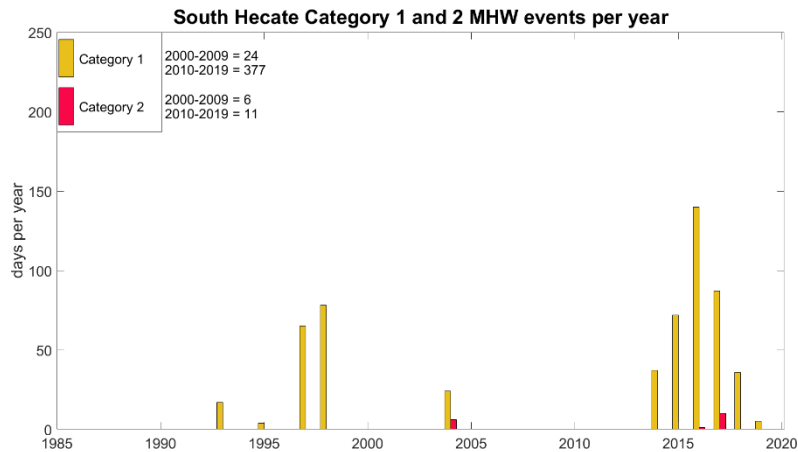 South Hecate Category 1 and 2 MHW events per year
250
200
150
100
50
0
days per year
Category 1
2000-2009 = 24
2010-2019 = 377
Category 2
2000-2009 = 6
2010-2019 = 11
1985 1990 1995 2000 2005 2010 2015 2020